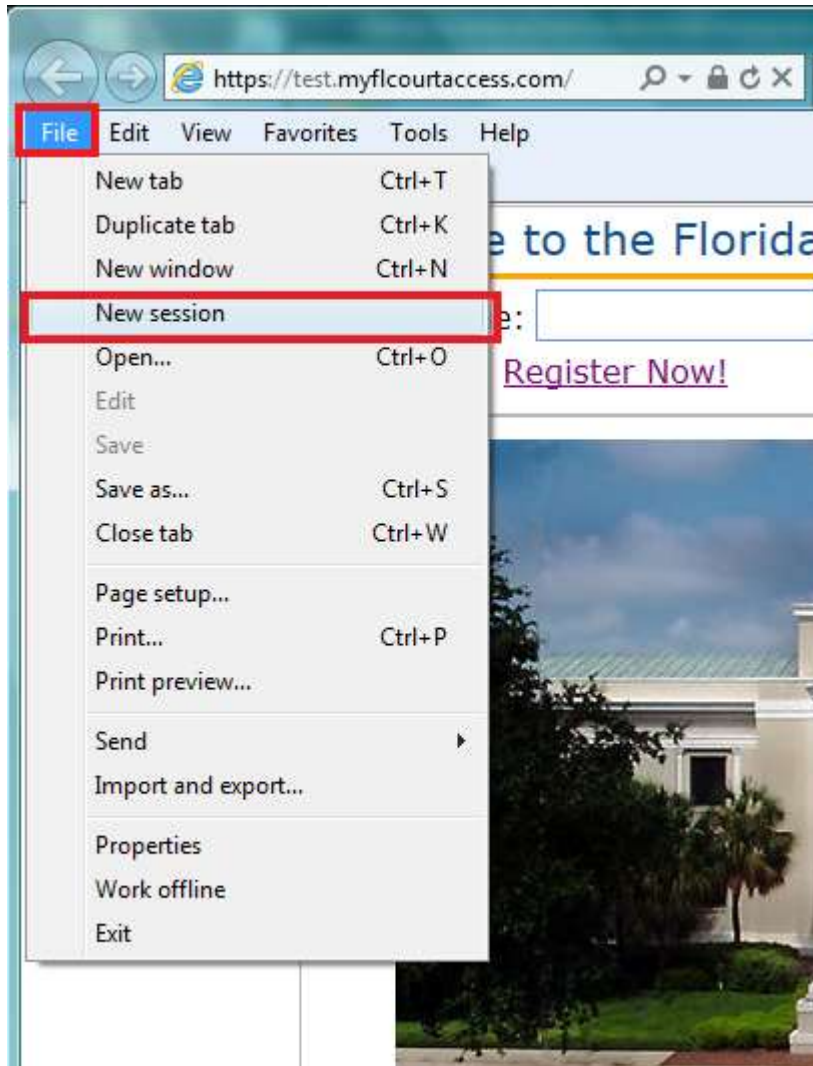 https://test.myflcourtaccess.com/
File Edit View Favorites Tools Help
New tab Ctrl+T
Duplicate tab Ctrl+K
New window Ctrl+N
New session
Open... Ctrl+O
Edit
Save
Save as... Ctrl+S
Close tab Ctrl+W
Page setup...
Print... Ctrl+P
Print preview...
Send
Import and export...
Properties
Work offline
Exit
e to the Florida
e:
Register Now!